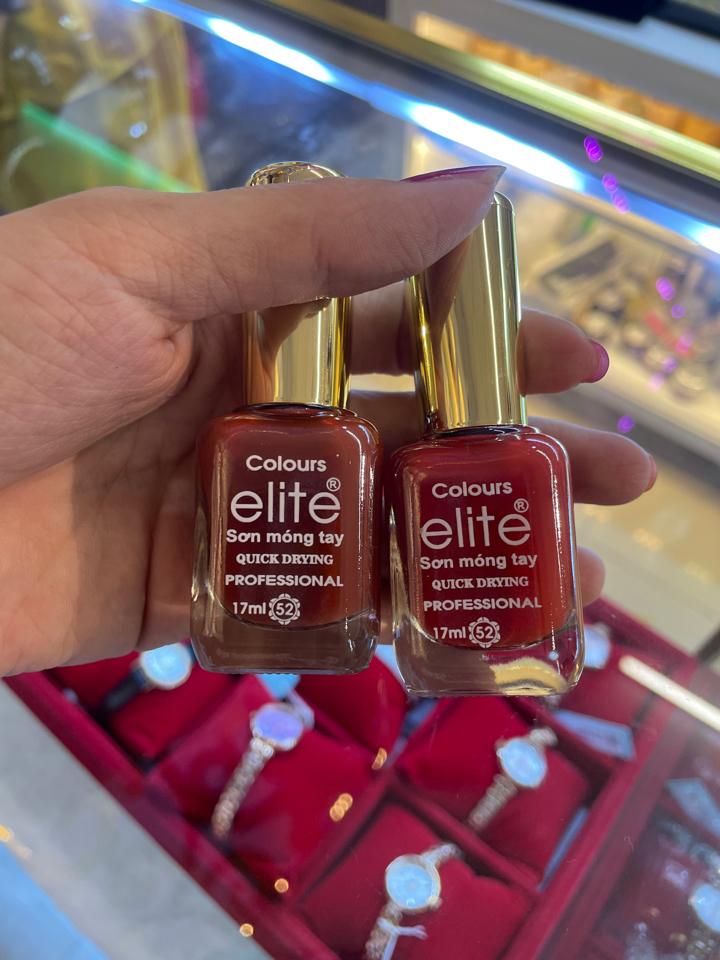 Colours
elite®
Sơn móng tay
QUICK DRYING
PROFESSIONAL
17ml 52
Colours
elite®
Sơn móng tay
QUICK DRYING
PROFESSIONAL
17ml 52